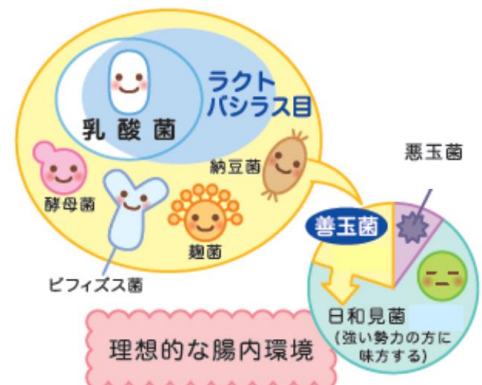 ラクト
バシラス目
乳酸菌
納豆菌
酵母菌
麹菌
ビフィズス菌
悪玉菌
善玉菌
日和見菌
(強い勢力の方に
味方する)
理想的な腸内環境